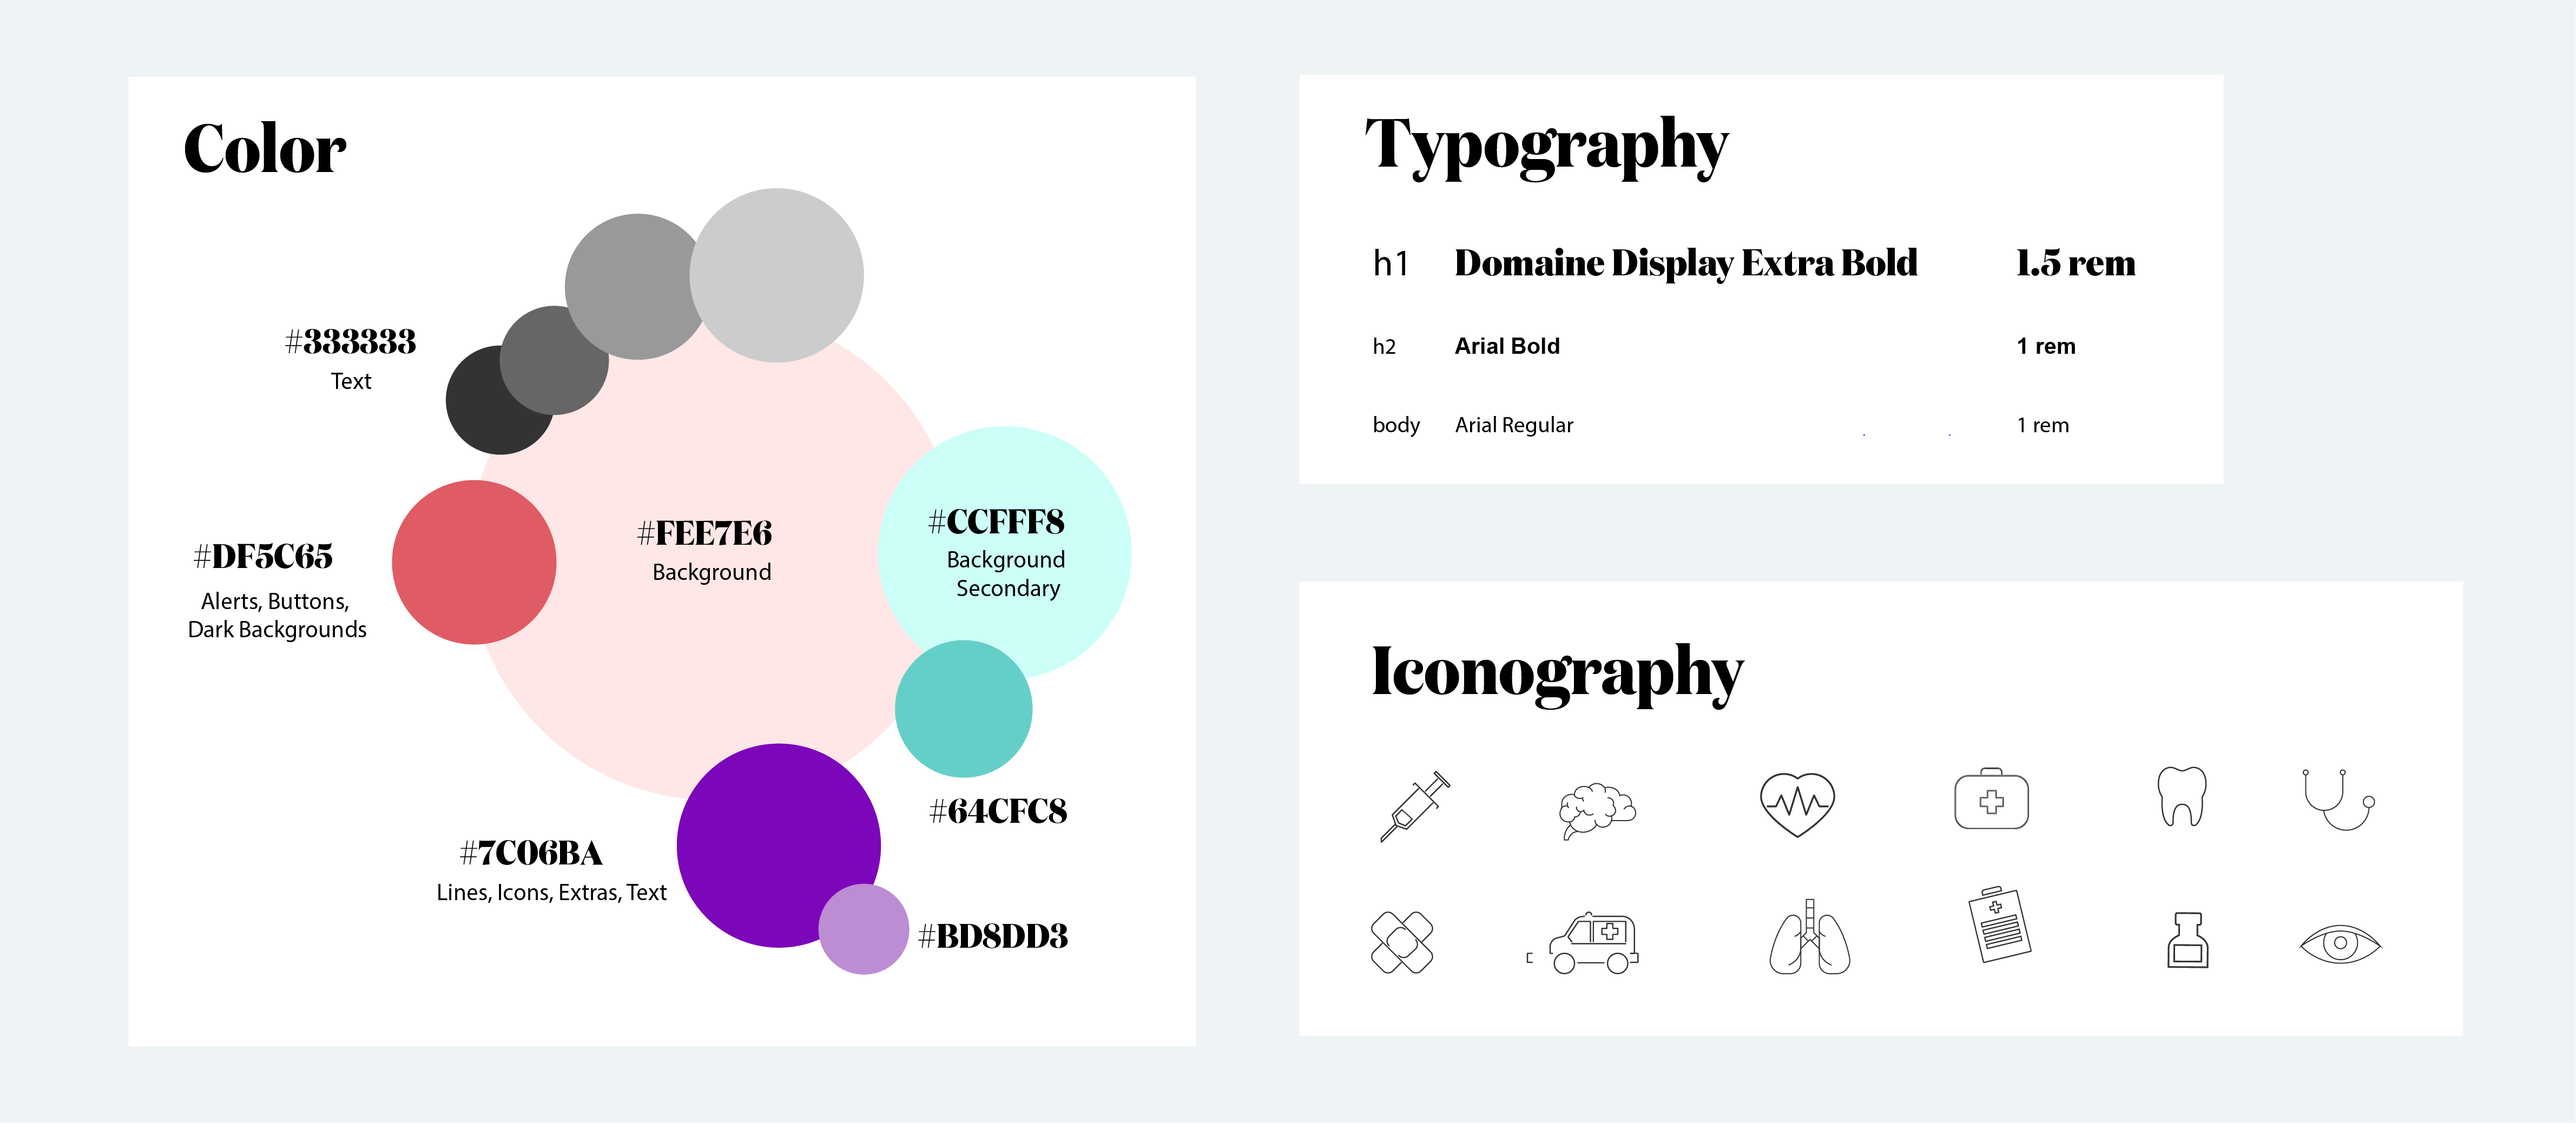 Color
#333333
Text
#DF5C65
Alerts, Buttons,
Dark Backgrounds
#FEE7E6
Background
#CCFFF8
Background
Secondary
#64CFC8
#7C06BA
Lines, Icons, Extras, Text
#BD8DD3
Typography
h1 Domaine Display Extra Bold 1.5 rem
h2 Arial Bold 1 rem
body Arial Regular 1 rem
Iconography